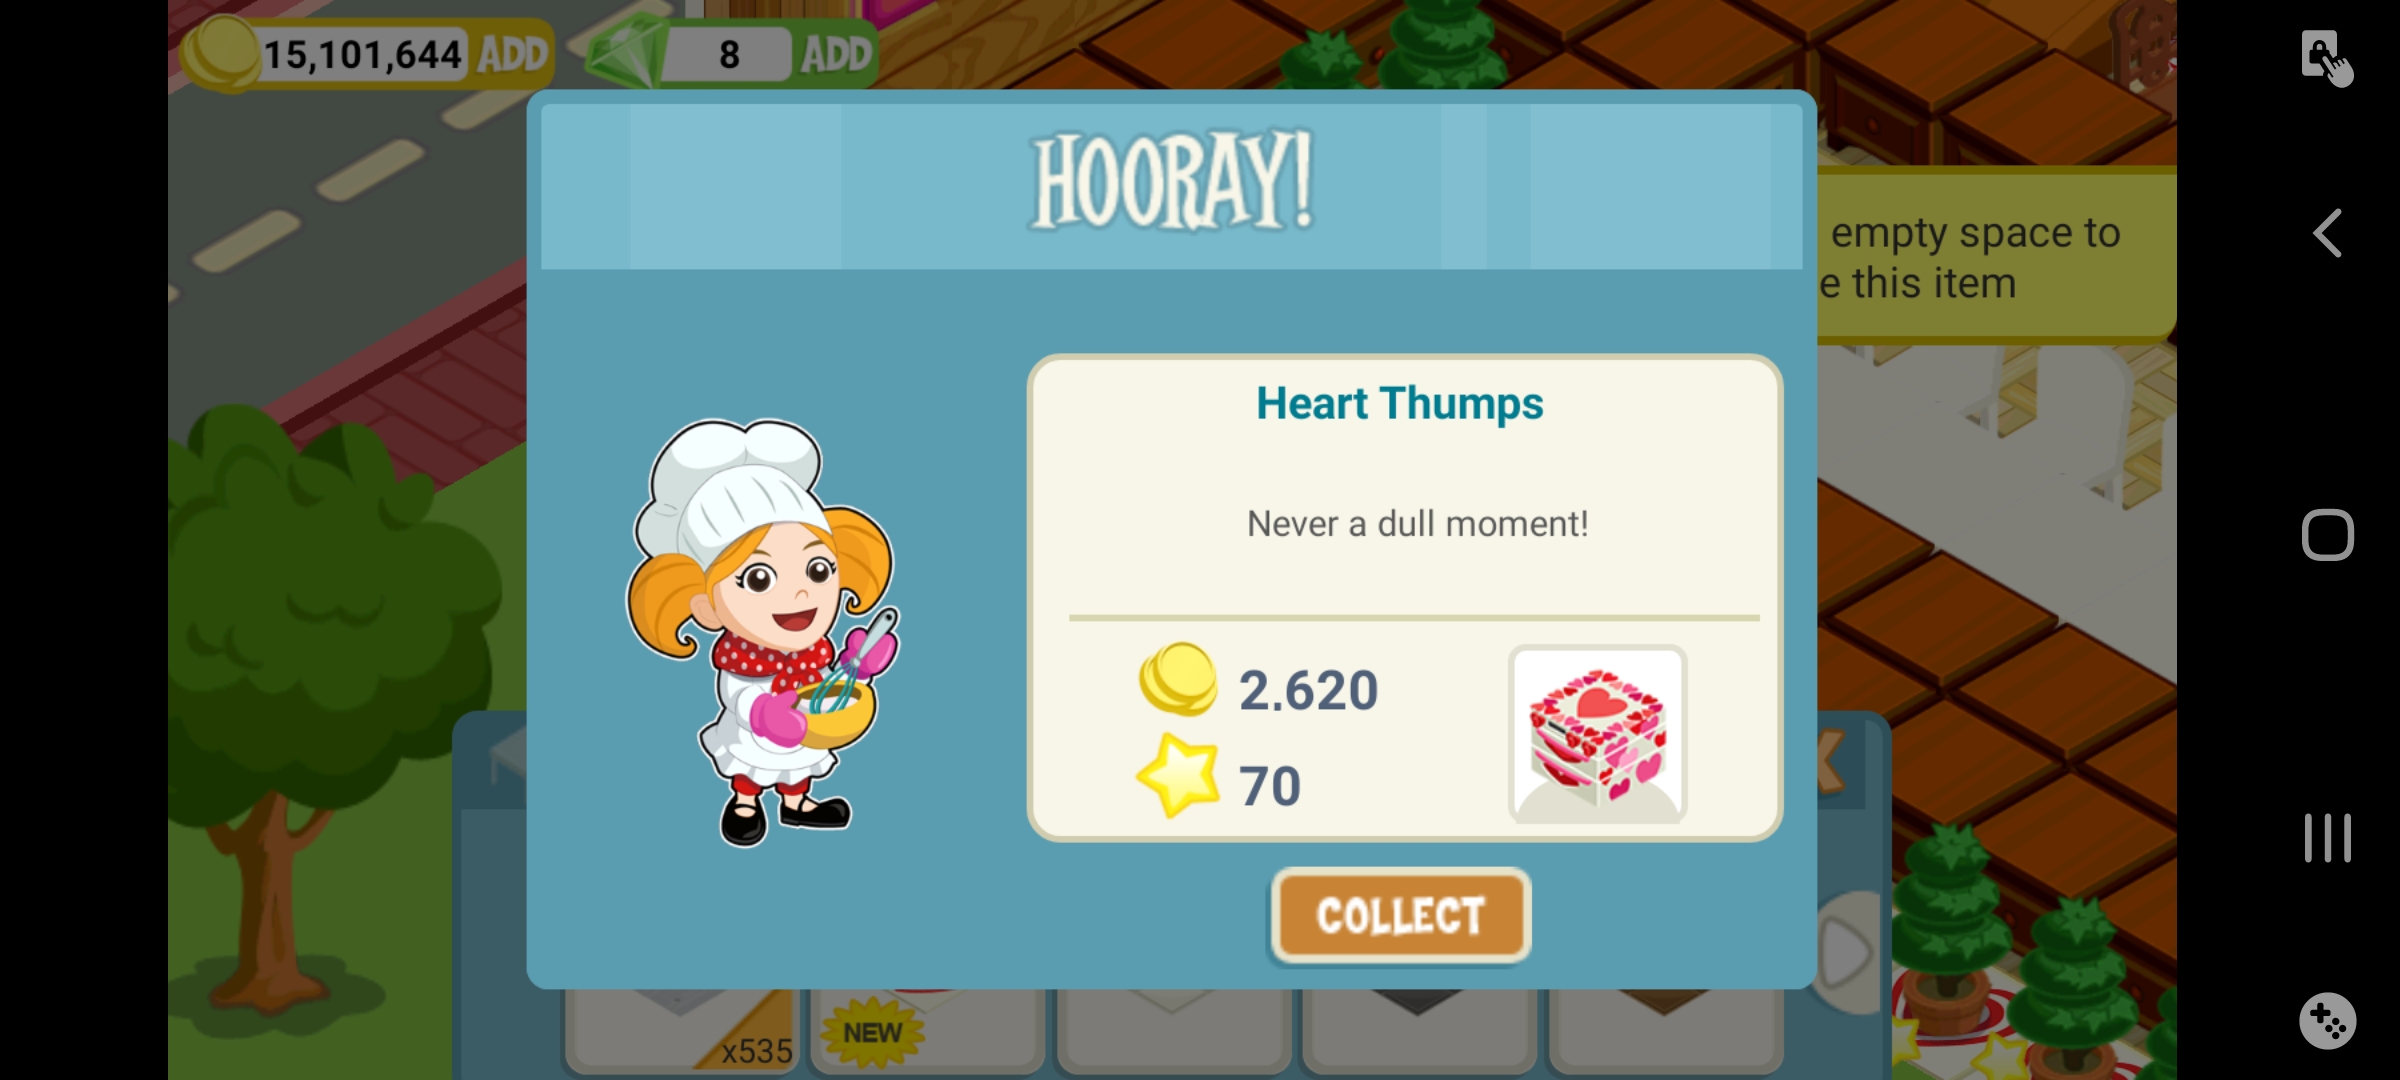 15,101,644 ADD
8 ADD
HOORAY!
empty space to
e this item
Heart Thumps
Never a dull moment!
2,620
70
COLLECT
x535
NEW